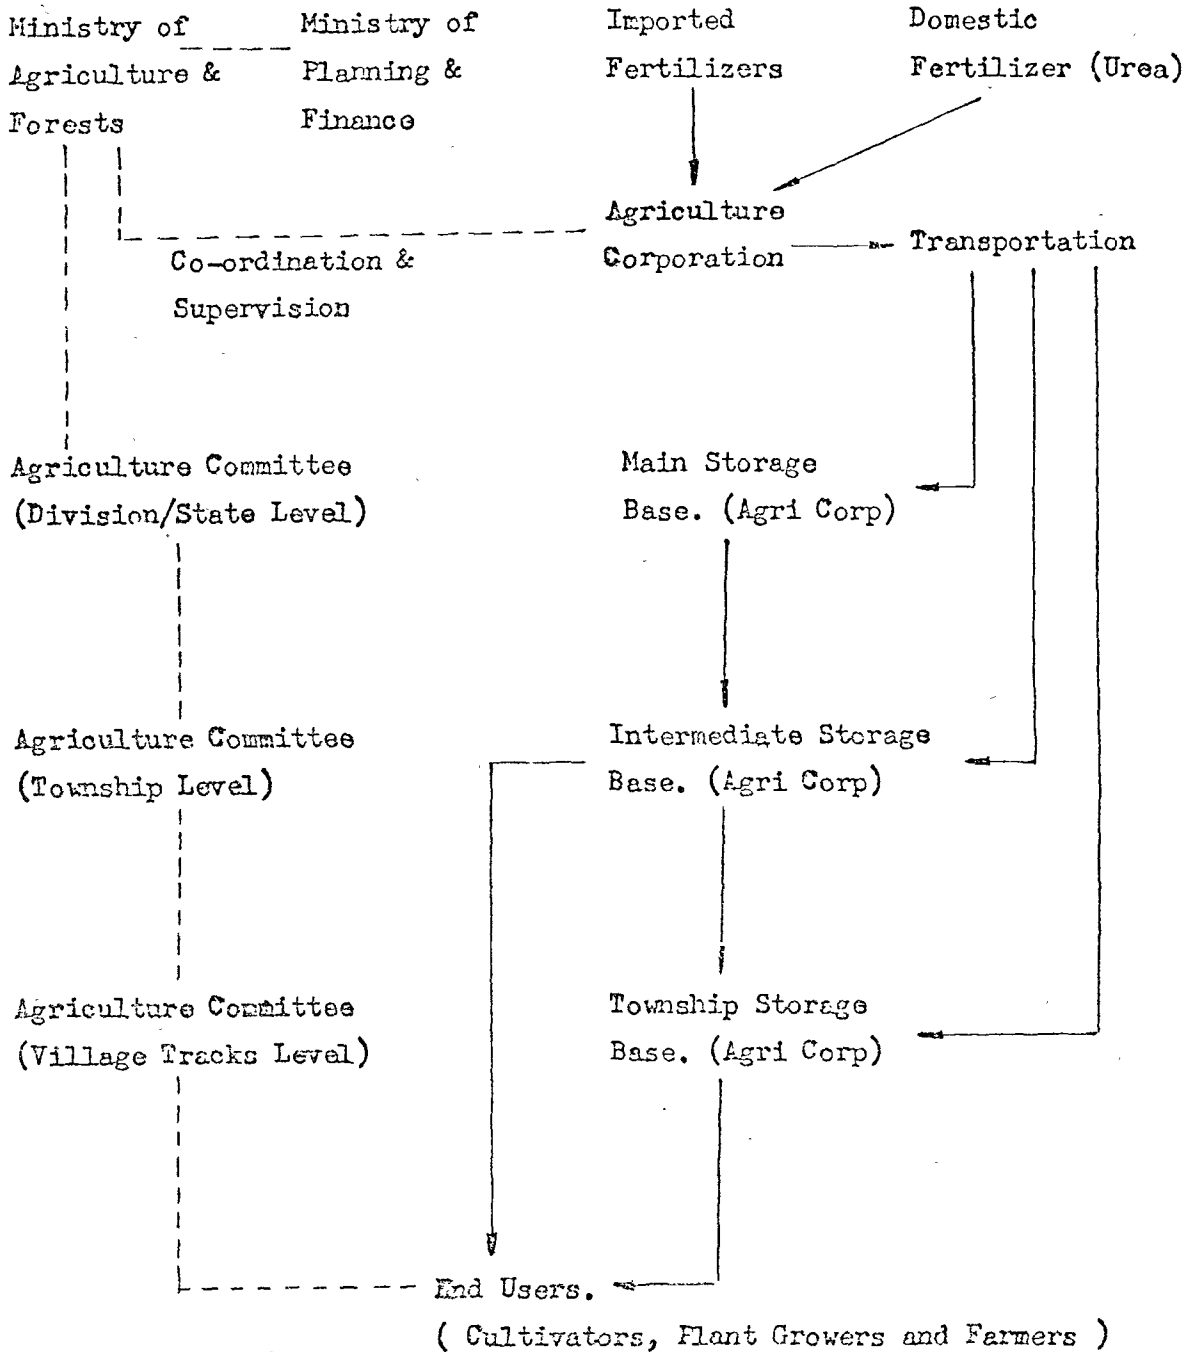 Ministry of
Agriculture &
Forests
Ministry of
Planning &
Finance
Imported
Fertilizers
Domestic
Fertilizer (Urea)
Agriculture
Corporation
Transportation
Co-ordination &
Supervision
Agriculture Committee
(Division/State Level)
Main Storage
Base. (Agri Corp)
Agriculture Committee
(Township Level)
Intermediate Storage
Base. (Agri Corp)
Agriculture Committee
(Village Tracks Level)
Township Storage
Base. (Agri Corp)
End Users.
( Cultivators, Plant Growers and Farmers )